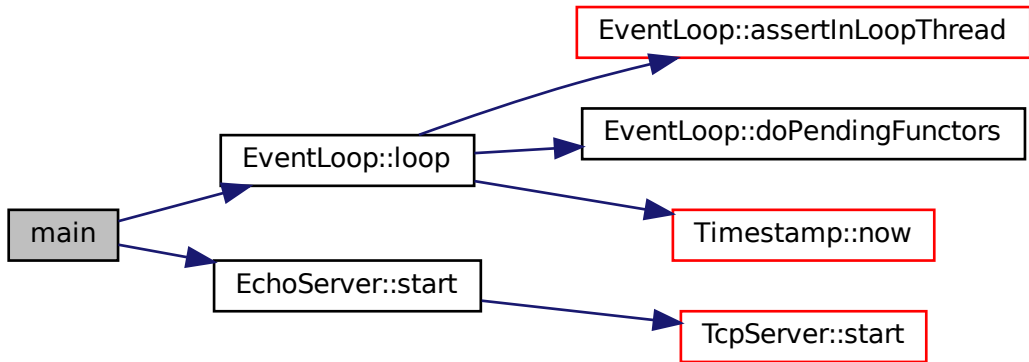 EventLoop::assertInLoopThread
EventLoop::doPendingFunctors
EventLoop::loop
Timestamp::now
main
EchoServer::start
TcpServer::start